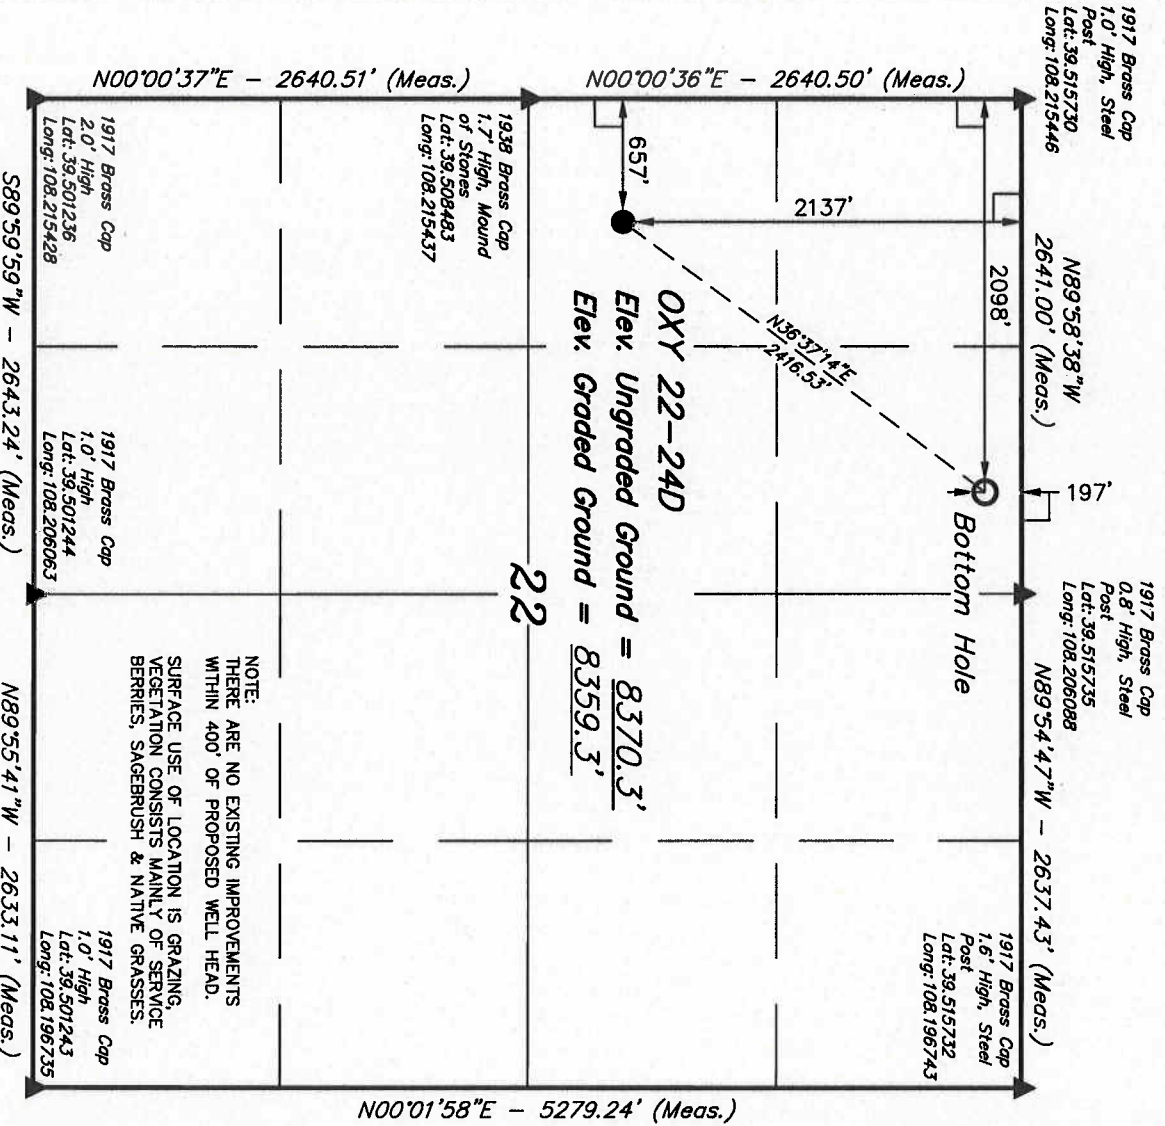 1917 Brass Cap
1.0' High, Steel
Post
Lat: 39.515730
Long: 108.215446
N89°58'38"W
2641.00' (Meas.)
1917 Brass Cap
0.8' High, Steel
Post
Lat: 39.515735
Long: 108.206088
N89°54'47"W - 2637.43' (Meas.)
1917 Brass Cap
1.6' High, Steel
Post
Lat: 39.515732
Long: 108.196743
N00°00'36"E - 2640.50' (Meas.)
N00°00'37"E - 2640.51' (Meas.)
197'
2098'
2137'
657'
Bottom Hole
N36°37'14"E
2416.53'
OXY 22-24D
Elev. Ungraded Ground = 8370.3'
Elev. Graded Ground = 8359.3'
22
1938 Brass Cap
1.7' High, Mound
of Stones
Lat: 39.508483
Long: 108.215437
NOTE:
THERE ARE NO EXISTING IMPROVEMENTS
WITHIN 400' OF PROPOSED WELL HEAD.
SURFACE USE OF LOCATION IS GRAZING,
VEGETATION CONSISTS MAINLY OF SERVICE
BERRIES, SAGEBRUSH & NATIVE GRASSES.
1917 Brass Cap
2.0' High
Lat: 39.501236
Long: 108.215428
1917 Brass Cap
1.0' High
Lat: 39.501244
Long: 108.206063
1917 Brass Cap
1.0' High
Lat: 39.501243
Long: 108.196735
S89°59'59"W - 2643.24' (Meas.)
N89°55'41"W - 2633.11' (Meas.)
N00°01'58"E - 5279.24' (Meas.)